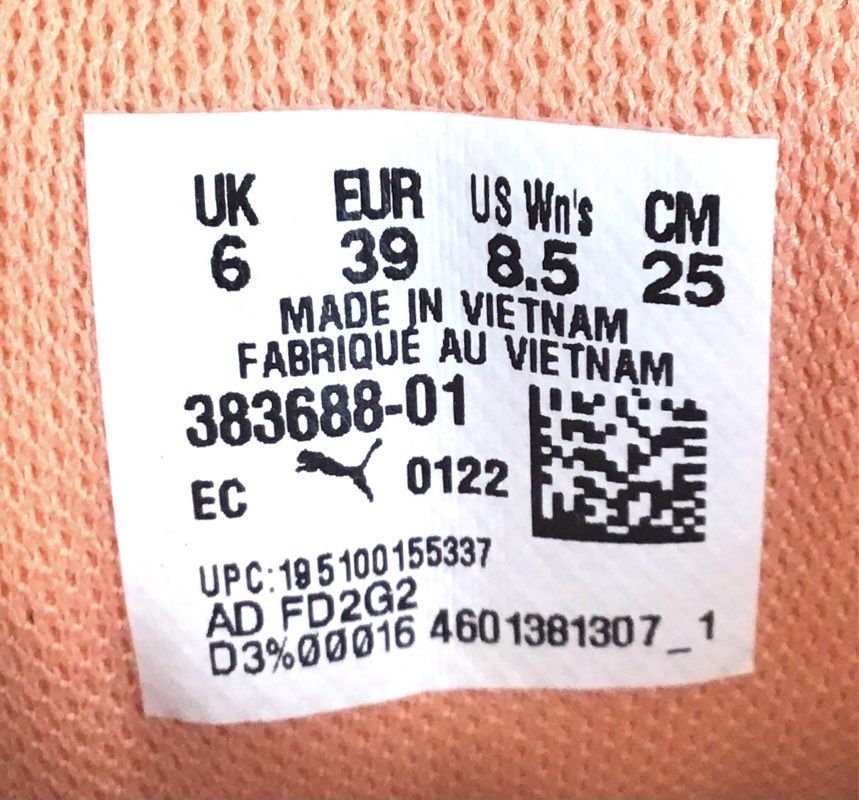 UK EUR US Wn's CM
6 39 8.5 25
MADE IN VIETNAM
FABRIQUÉ AU VIETNAM
383688-01
EC 0122
UPC:195100155337
AD FD2G2
D3%00016 4601381307_1